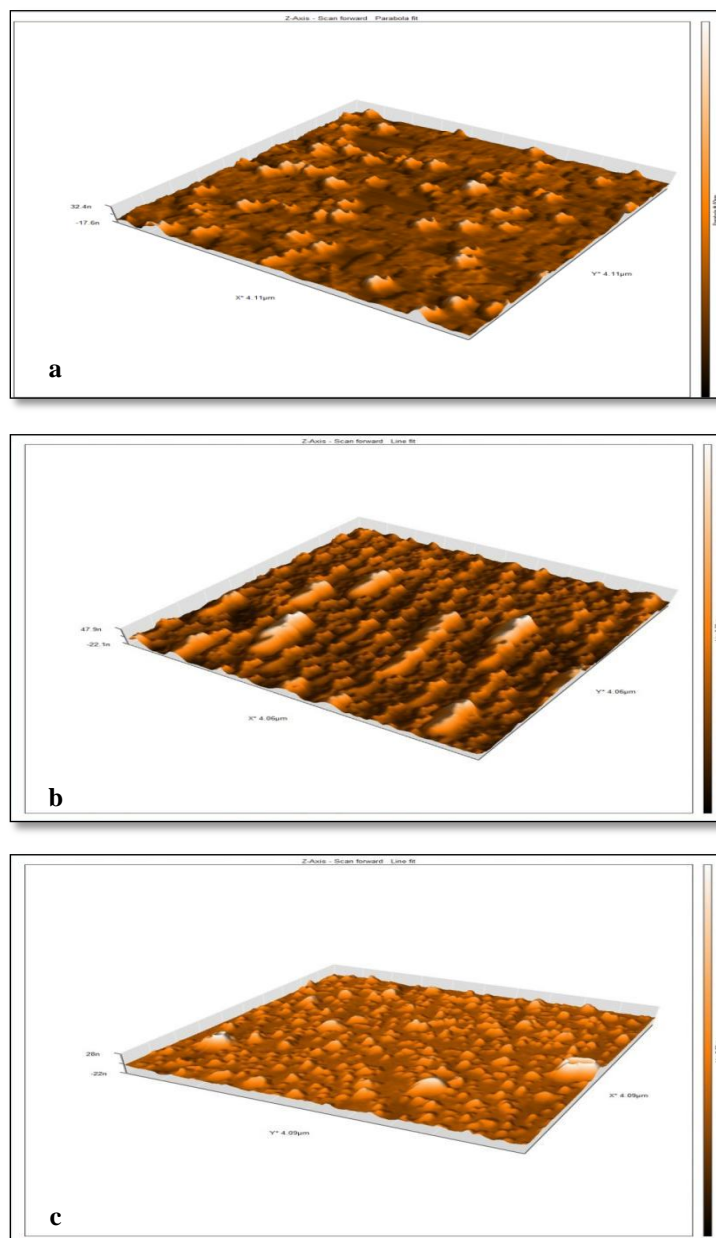 Z-Axis - Scan forward Parabola fit
32.4n
-17.6n
X* 4.11µm
Y* 4.11µm
a
Z-Axis - Scan forward Line fit
47.9n
-22.1n
X* 4.06µm
Y* 4.06µm
b
Z-Axis - Scan forward Line fit
28n
-22n
Y* 4.09µm
X* 4.09µm
c